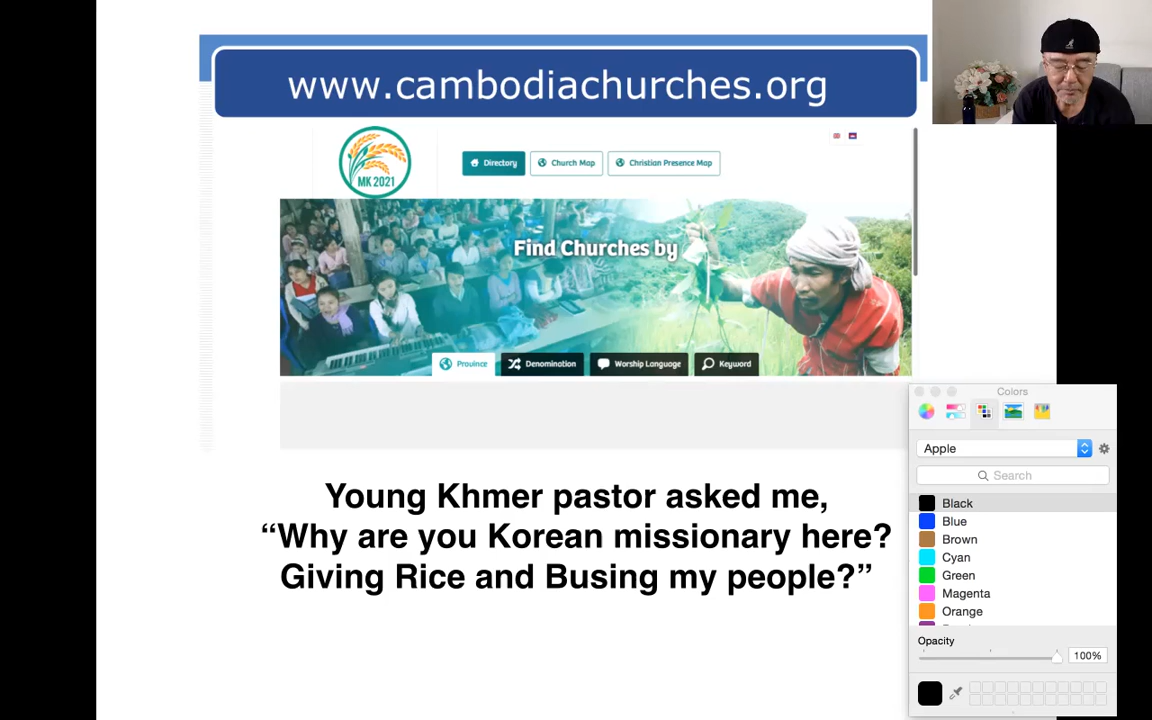 www.cambodiachurches.org
MK 2021
Directory
Church Map
Christian Presence Map
Find Churches by
Province
Denomination
Worship Language
Keyword
Young Khmer pastor asked me,
“Why are you Korean missionary here?
Giving Rice and Busing my people?”
Colors
Apple
Search
Black
Blue
Brown
Cyan
Green
Magenta
Orange
Opacity
100%